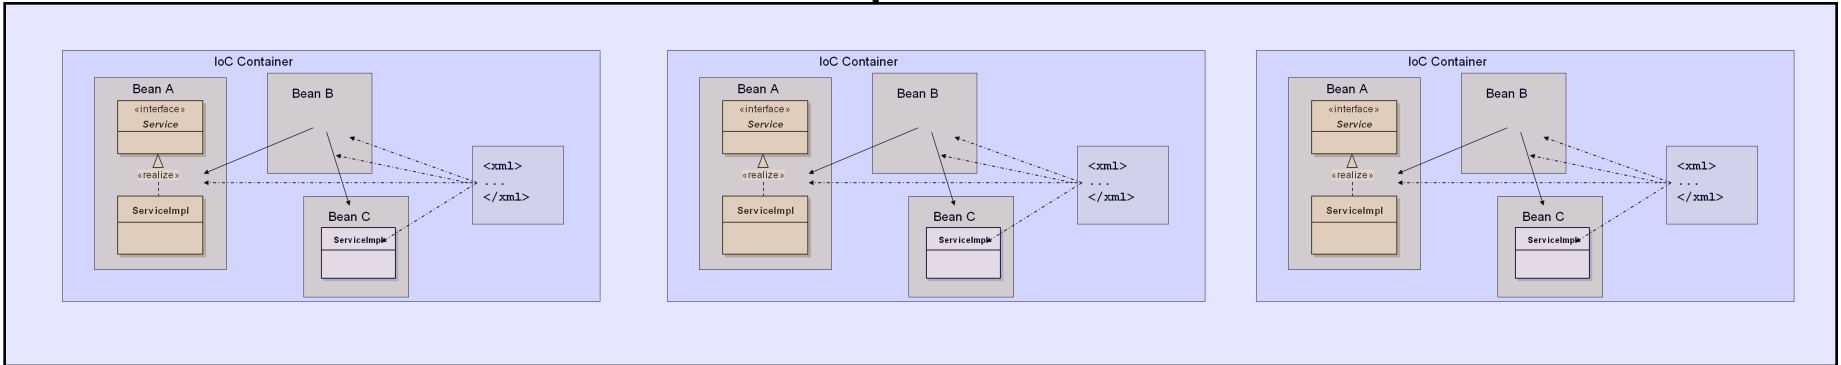 IoC Container
Bean A
«interface»
Service
«realize»
ServiceImpl
Bean B
Bean C
ServiceImpl
<xml>
...
</xml>
IoC Container
Bean A
«interface»
Service
«realize»
ServiceImpl
Bean B
Bean C
ServiceImpl
<xml>
...
</xml>
IoC Container
Bean A
«interface»
Service
«realize»
ServiceImpl
Bean B
Bean C
ServiceImpl
<xml>
...
</xml>